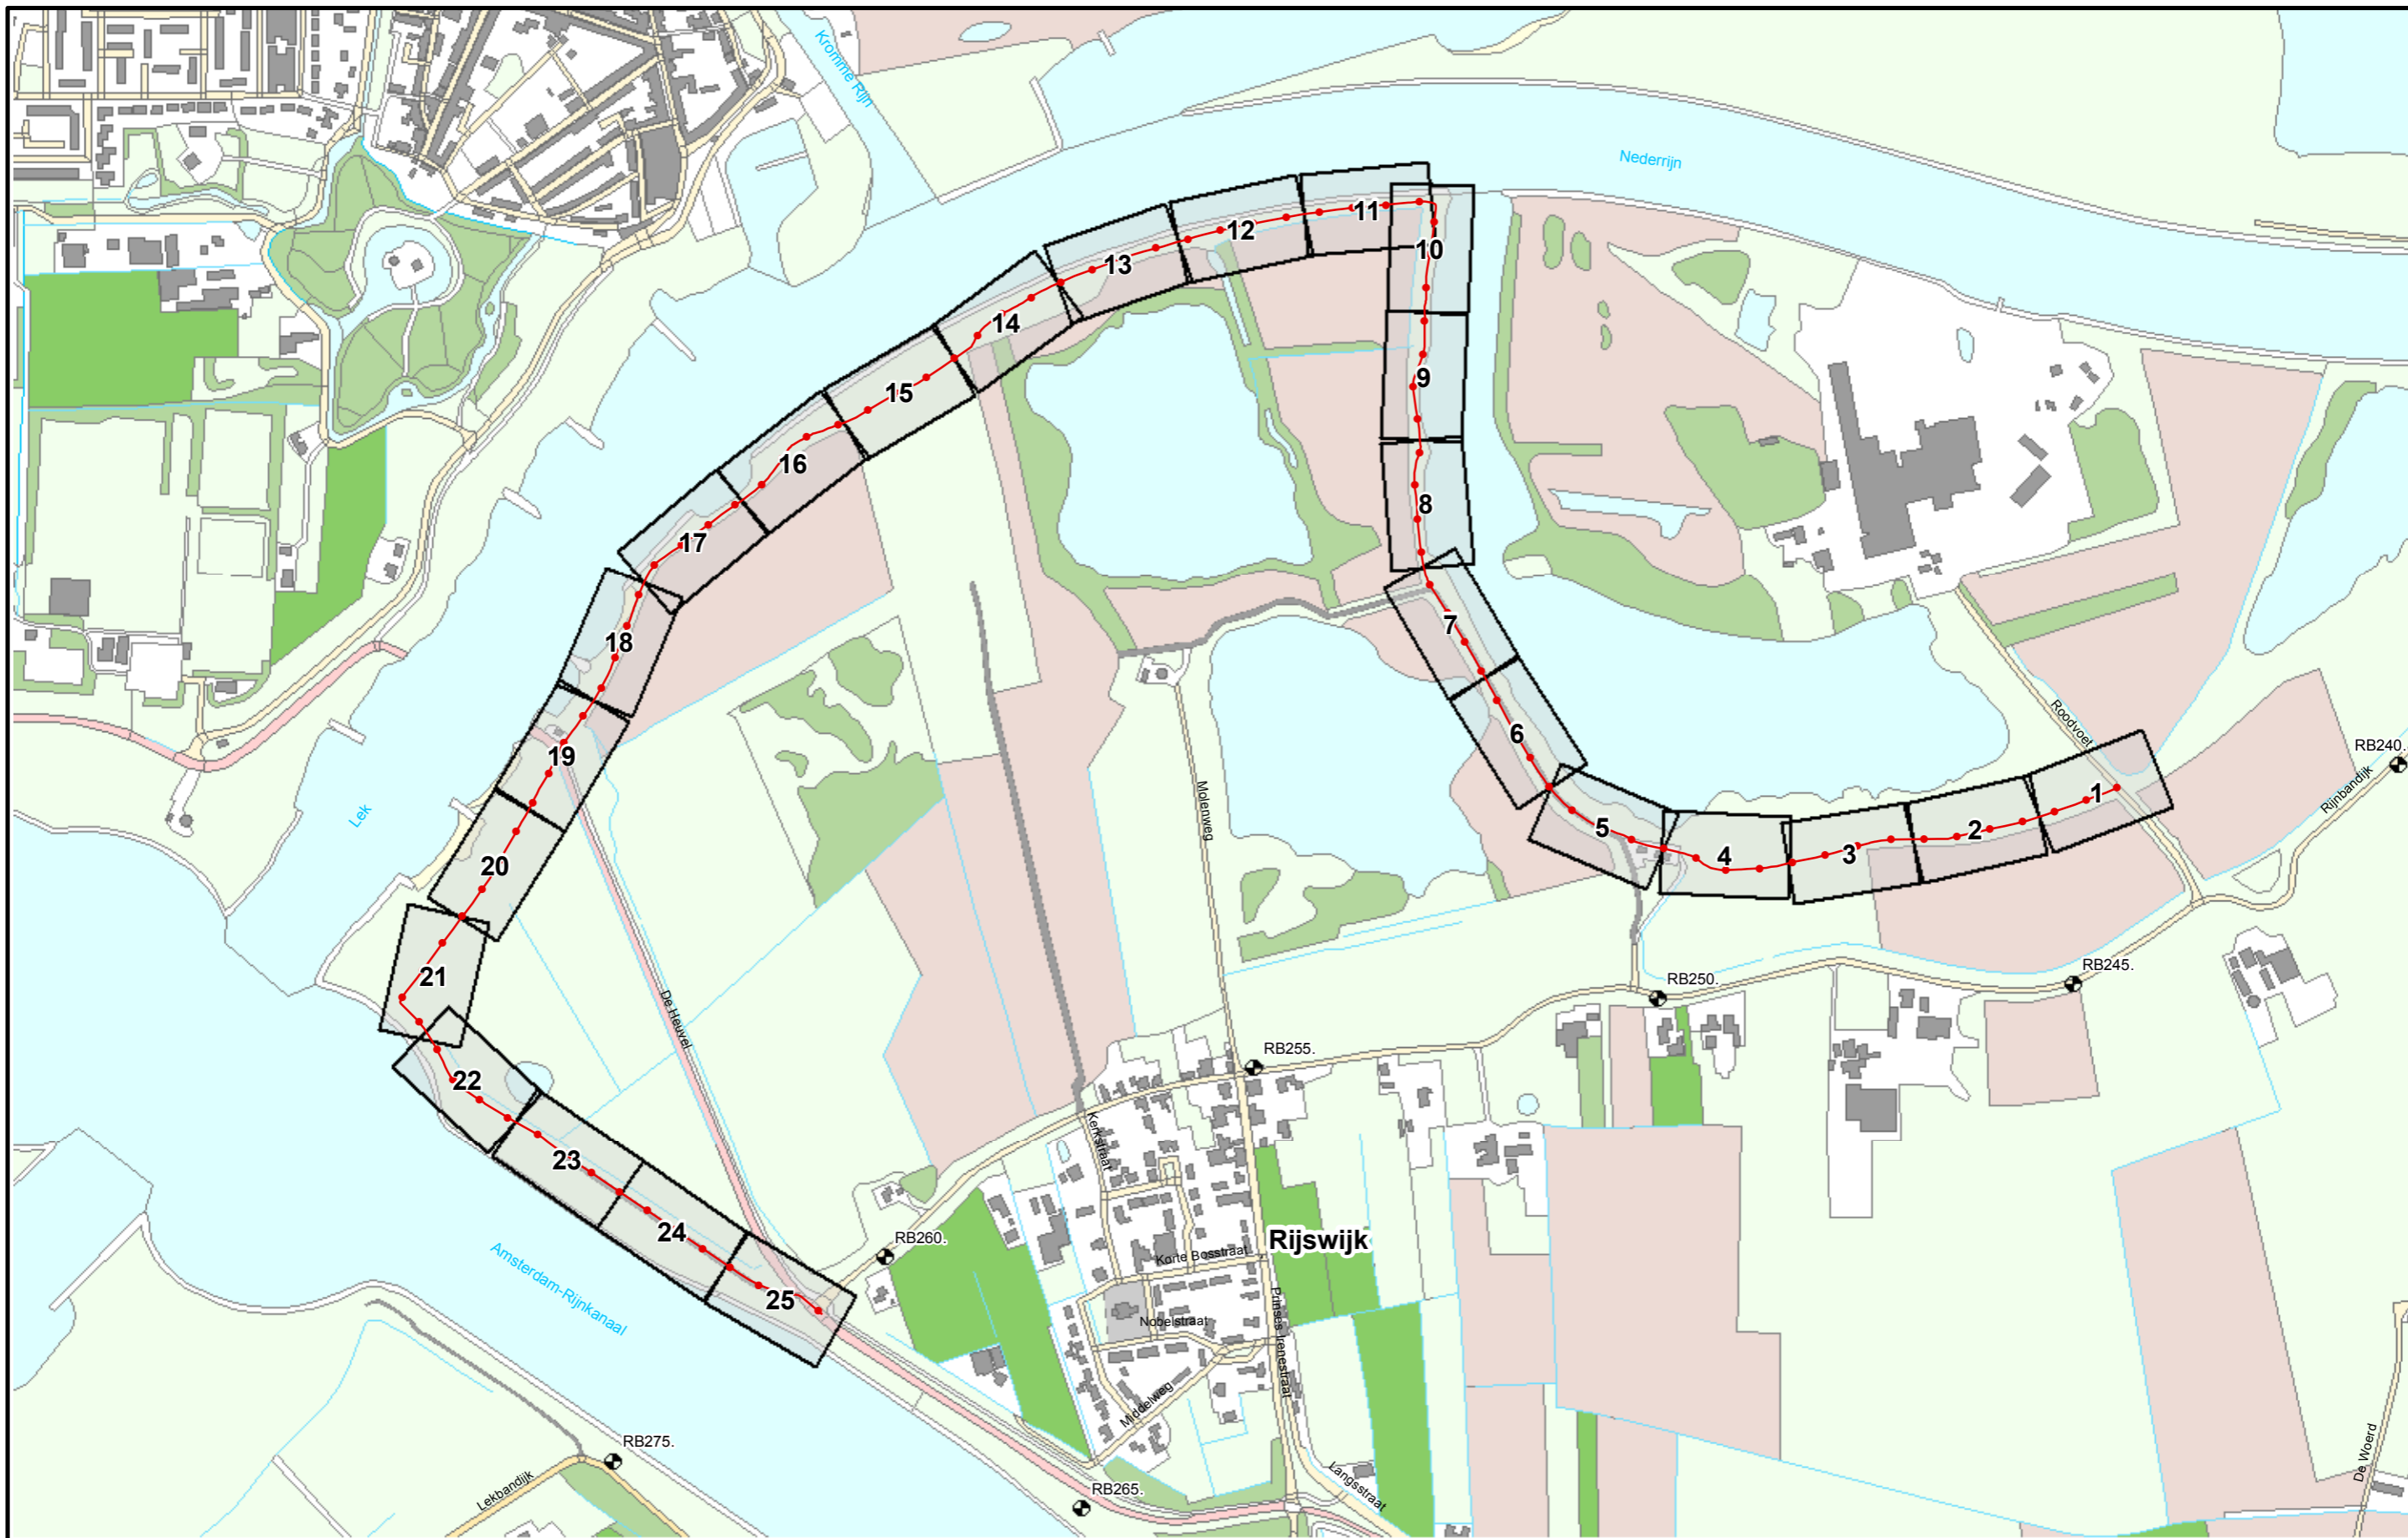 Kromme Rijn
Nederrijn
11
12
10
13
14
9
15
16
8
17
7
18
6
Roodvoet
RB240.
19
Rijnbandijk
1
Molenweg
Lek
2
5
3
4
20
21
RB245.
RB250.
De Heuvel
RB255.
22
Kerkstraat
23
24
RB260.
Rijswijk
Korte Bosstraat
Amsterdam-Rijnkanaal
25
Nobelstraat
Prinses Irenestraat
Middelweg
RB275.
Lekbandijk
RB265.
Langsstraat
De Woerd